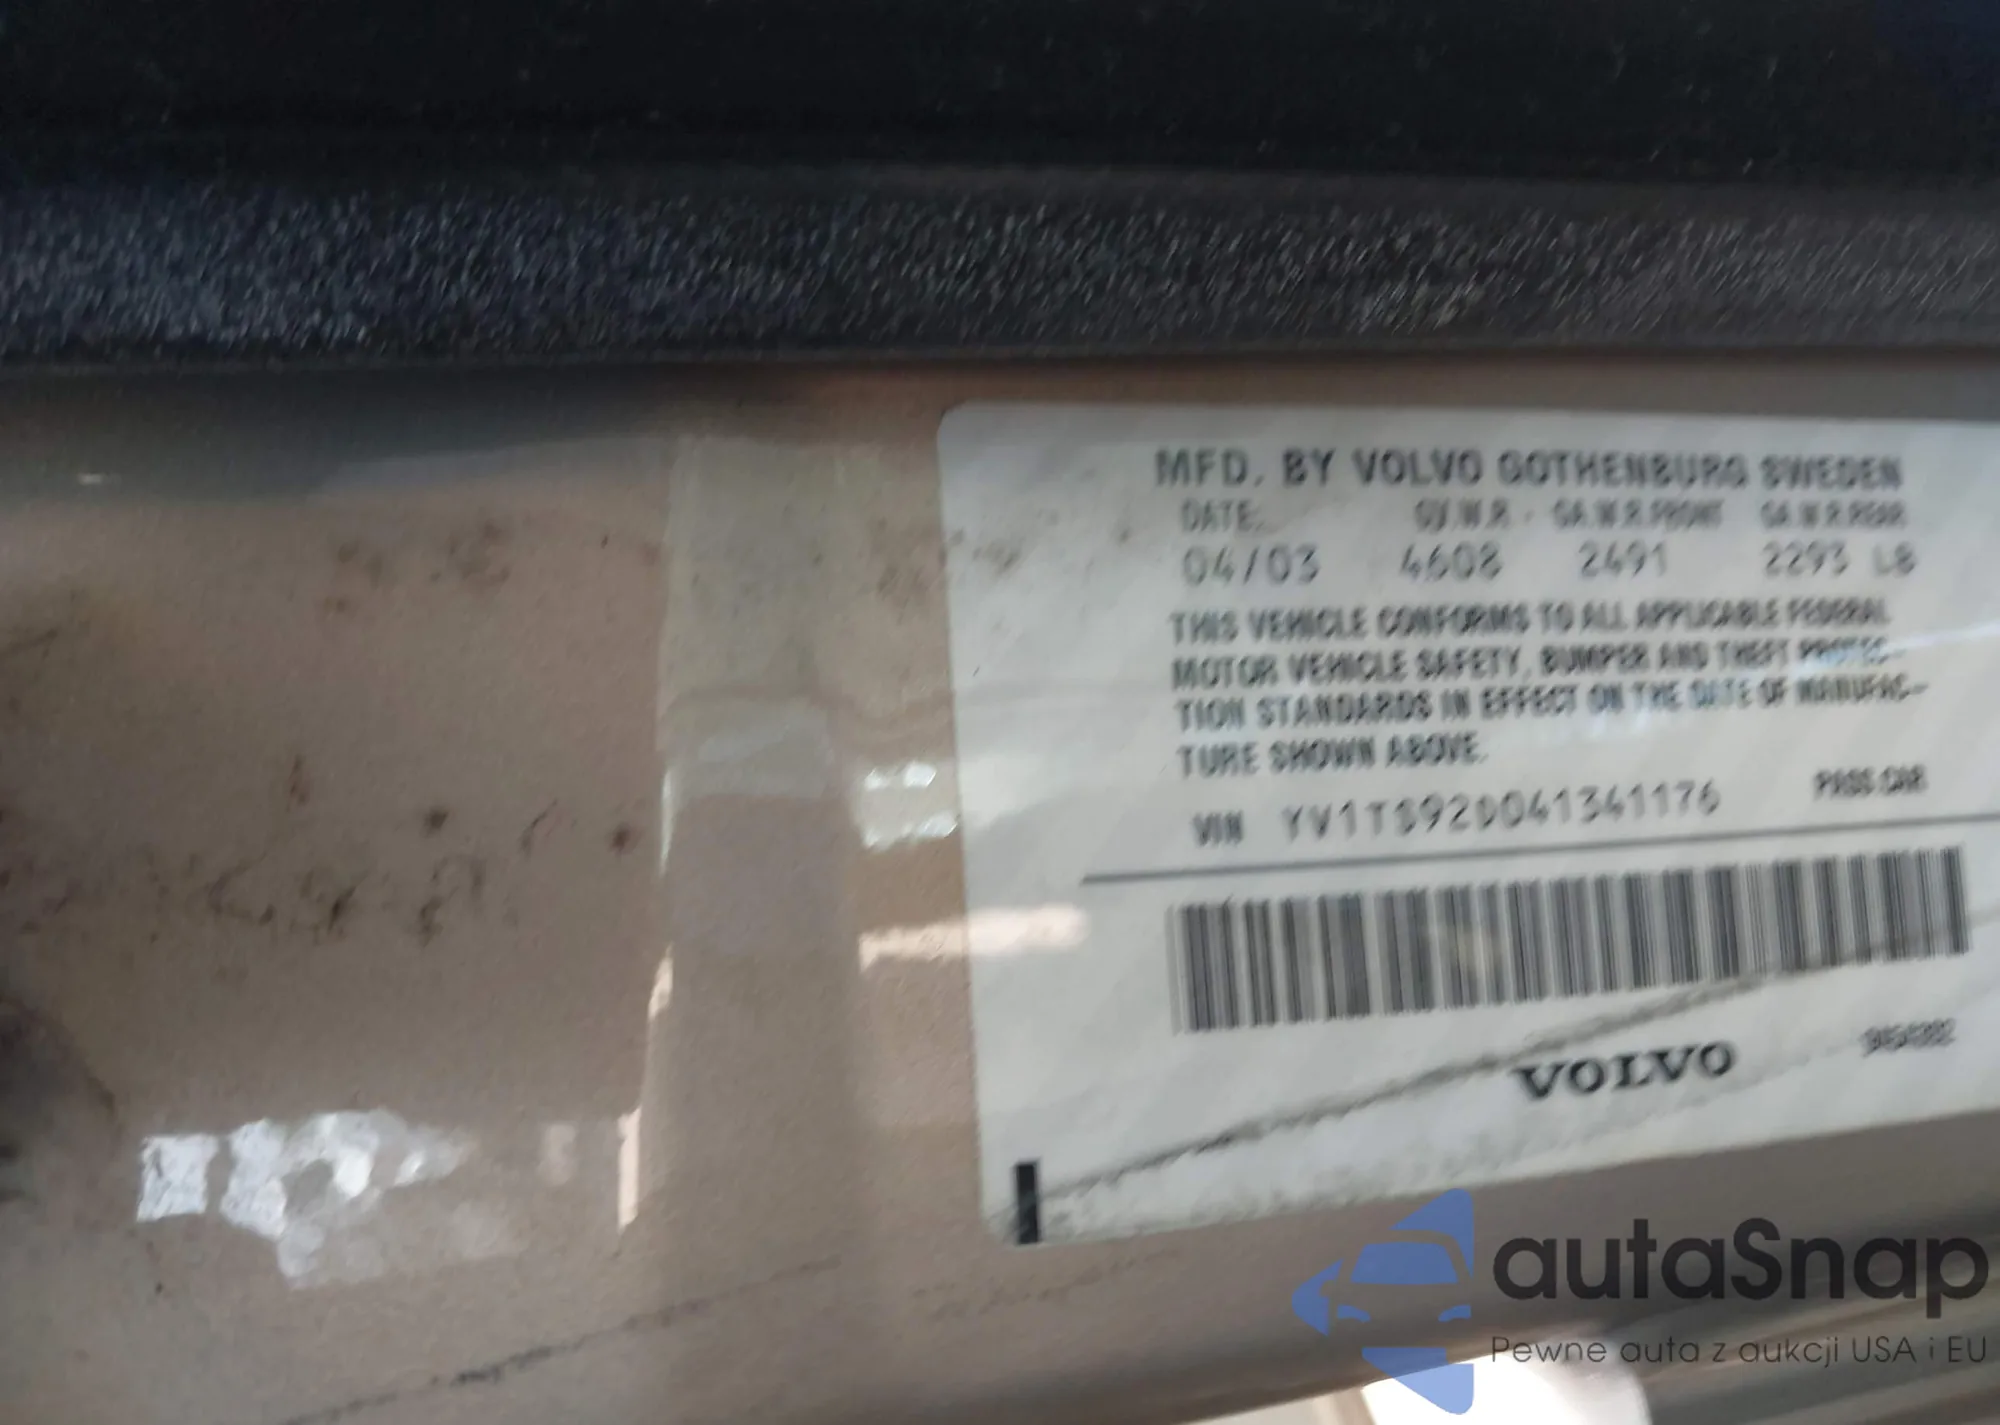 MFD. BY VOLVO GOTHENBURG SWEDEN
DATE: G.V.W.R. G.A.W.R.FRONT G.A.W.R.REAR
04/03 4608 2491 2293 LB
THIS VEHICLE CONFORMS TO ALL APPLICABLE FEDERAL
MOTOR VEHICLE SAFETY, BUMPER AND THEFT PROTEC-
TION STANDARDS IN EFFECT ON THE DATE OF MANUFAC-
TURE SHOWN ABOVE.
VIN YV1TS92D041341176 PASS.CAR
VOLVO
autaSnap
Pewne auta z aukcji USA i EU